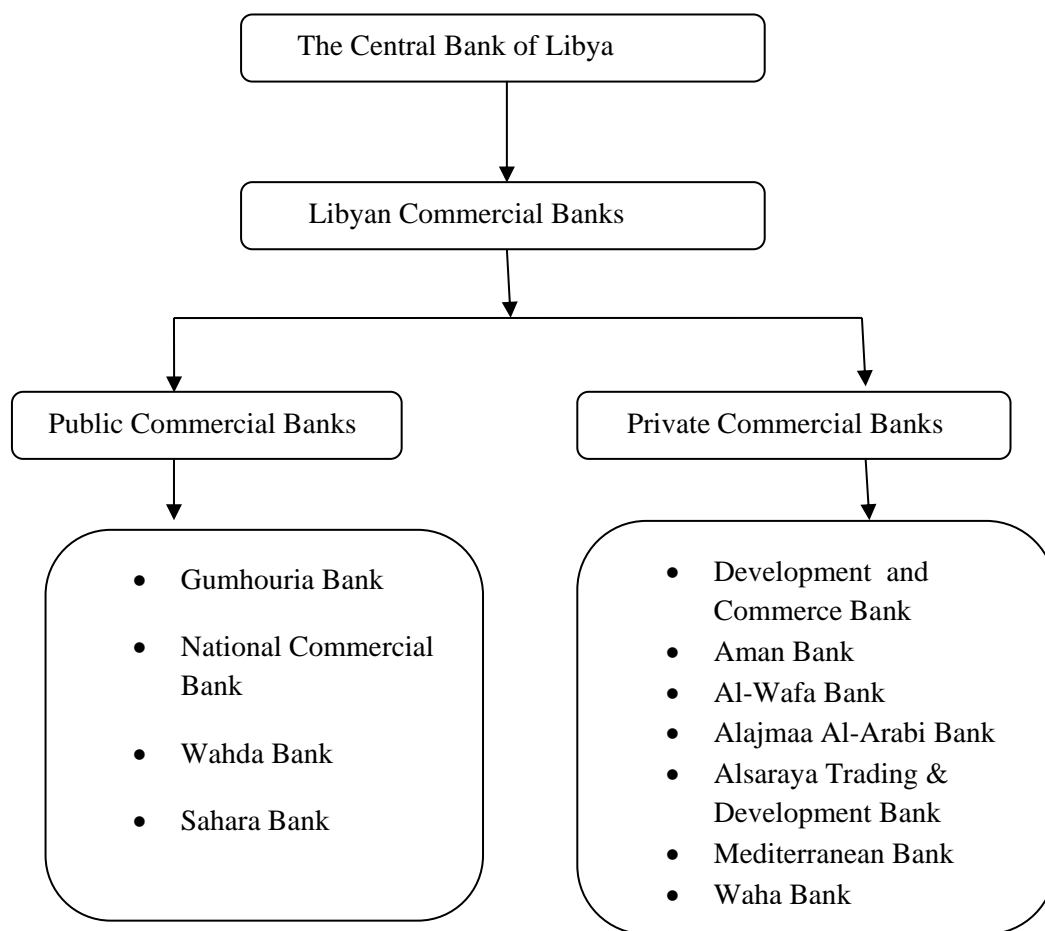 The Central Bank of Libya
Libyan Commercial Banks
Public Commercial Banks
Private Commercial Banks
• Gumhouria Bank
• National Commercial
Bank
• Wahda Bank
• Sahara Bank
• Development and
Commerce Bank
• Aman Bank
• Al-Wafa Bank
• Alajmaa Al-Arabi Bank
• Alsaraya Trading &
Development Bank
• Mediterranean Bank
• Waha Bank